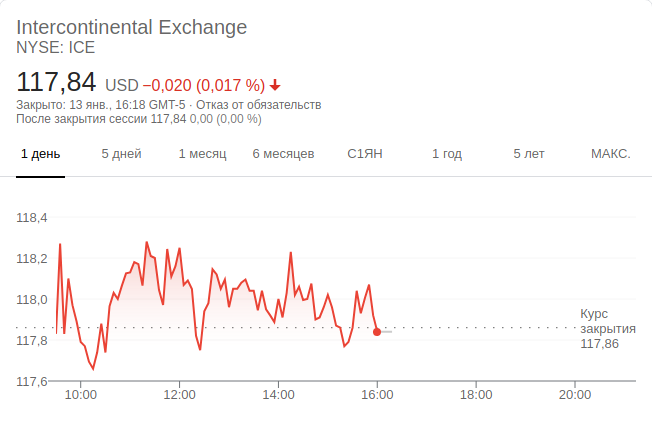 Intercontinental Exchange
NYSE: ICE
117,84 USD −0,020 (0,017 %)
Закрыто: 13 янв., 16:18 GMT-5 · Отказ от обязательств
После закрытия сессии 117,84 0,00 (0,00 %)
1 день 5 дней 1 месяц 6 месяцев С1ЯН 1 год 5 лет МАКС.
118,4
118,2
118,0
117,8
117,6
Курс
закрытия
117,86
10:00 12:00 14:00 16:00 18:00 20:00